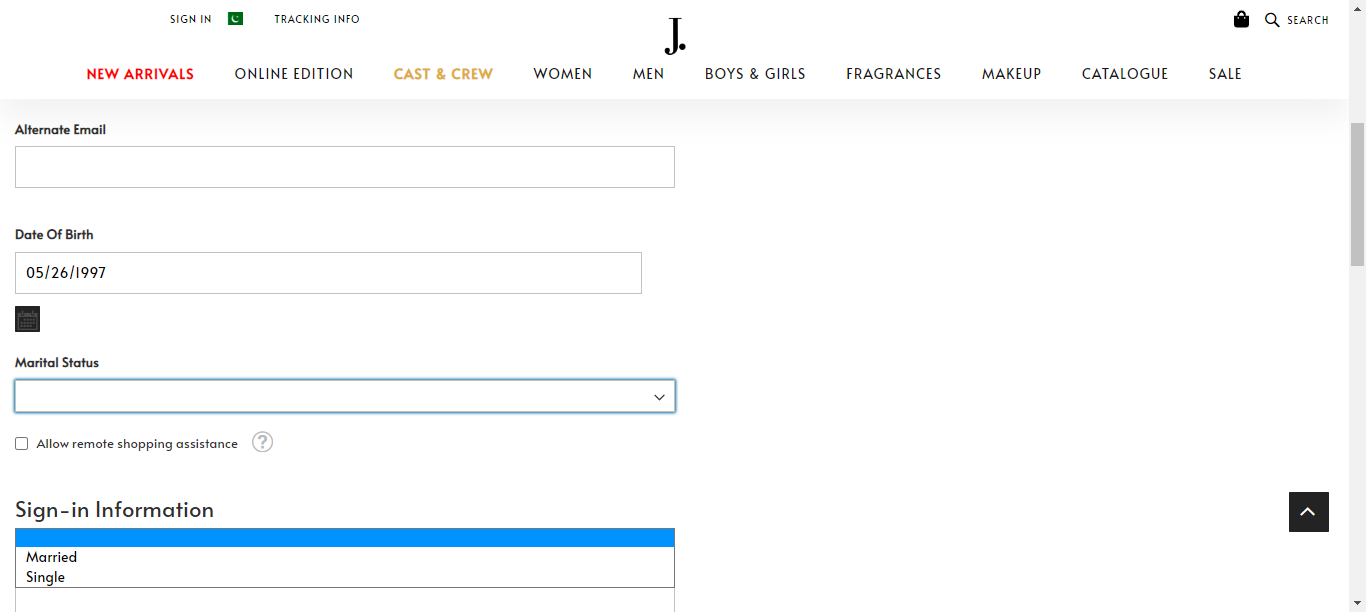 SIGN IN
TRACKING INFO
J.
SEARCH
NEW ARRIVALS
ONLINE EDITION
CAST & CREW
WOMEN
MEN
BOYS & GIRLS
FRAGRANCES
MAKEUP
CATALOGUE
SALE
Alternate Email
Date Of Birth
05/26/1997
Marital Status
Allow remote shopping assistance
?
Sign-in Information
Married
Single